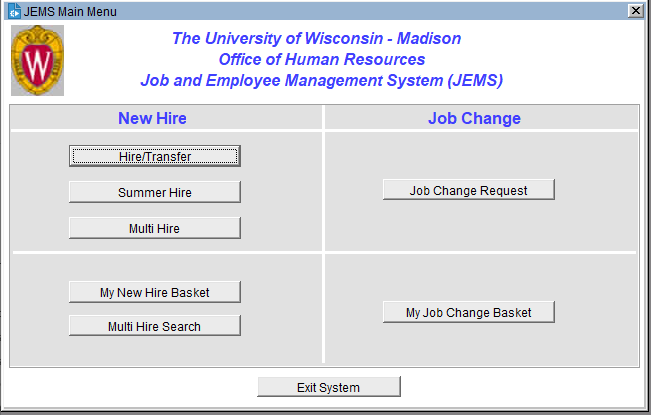 JEMS Main Menu
The University of Wisconsin - Madison
Office of Human Resources
Job and Employee Management System (JEMS)
W
New Hire
Job Change
Hire/Transfer
Summer Hire
Multi Hire
Job Change Request
My New Hire Basket
Multi Hire Search
My Job Change Basket
Exit System